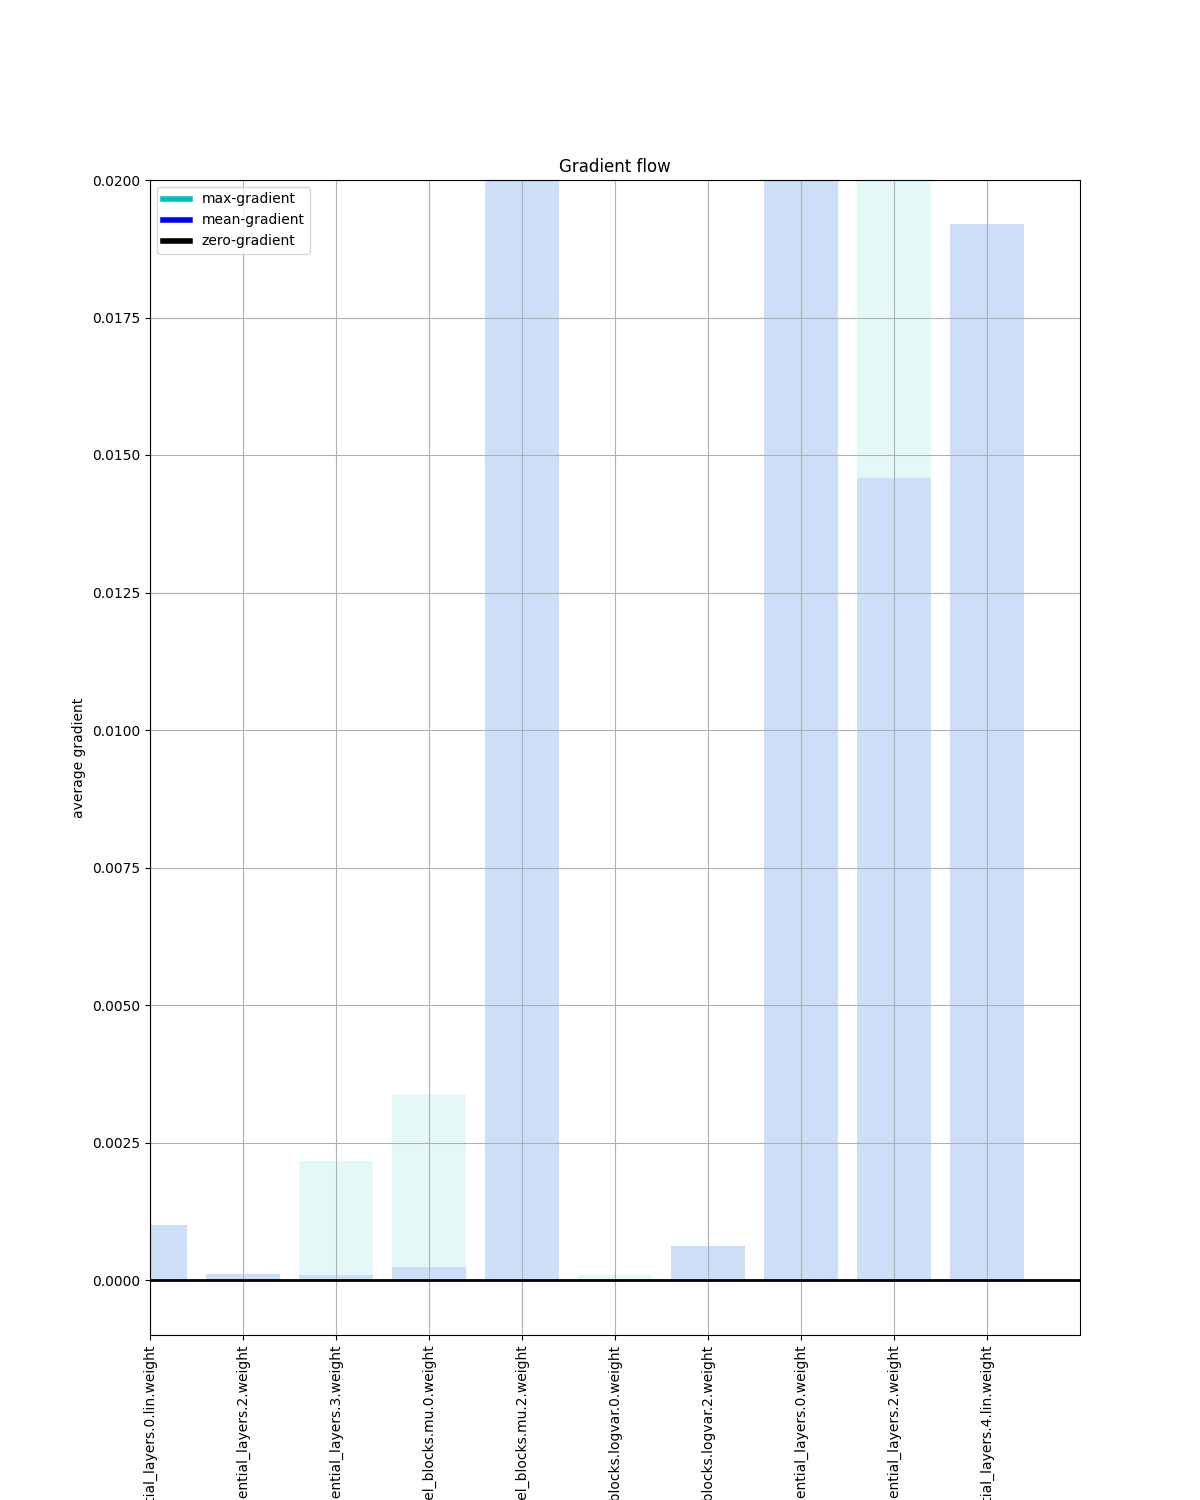 Gradient flow
max-gradient
mean-gradient
zero-gradient
0.0200
0.0175
0.0150
0.0125
0.0100
0.0075
0.0050
0.0025
0.0000
average gradient
tial_layers.0.lin.weight
ential_layers.2.weight
ential_layers.3.weight
el_blocks.mu.0.weight
el_blocks.mu.2.weight
blocks.logvar.0.weight
blocks.logvar.2.weight
ential_layers.0.weight
ential_layers.2.weight
tial_layers.4.lin.weight